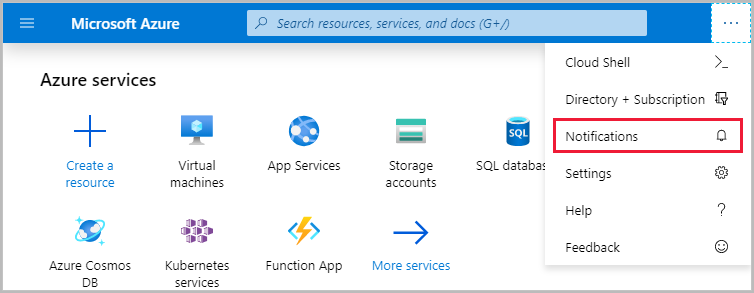 Microsoft Azure
Search resources, services, and docs (G+/)
...
Cloud Shell
Directory + Subscription
Notifications
Settings
Help
?
Feedback
Azure services
Create a
resource
Virtual
machines
App Services
Storage
accounts
SQL
SQL databas
Azure Cosmos
DB
Kubernetes
services
Function App
More services